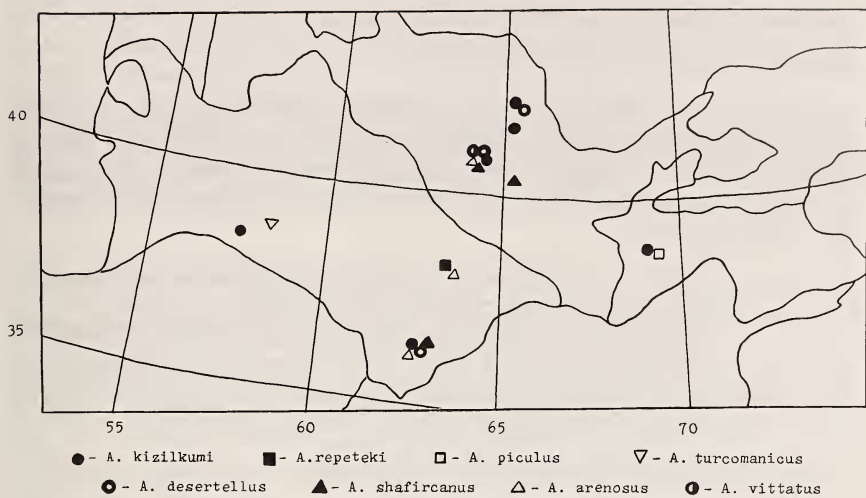 40
35
55 60 65 70
● - A. kizilkumi ■ - A.repeteki □ - A. piculus ▽ - A. turcomanicus
- A. desertellus ▲ - A. shafircanus △ - A. arenosus ◐ - A. vittatus